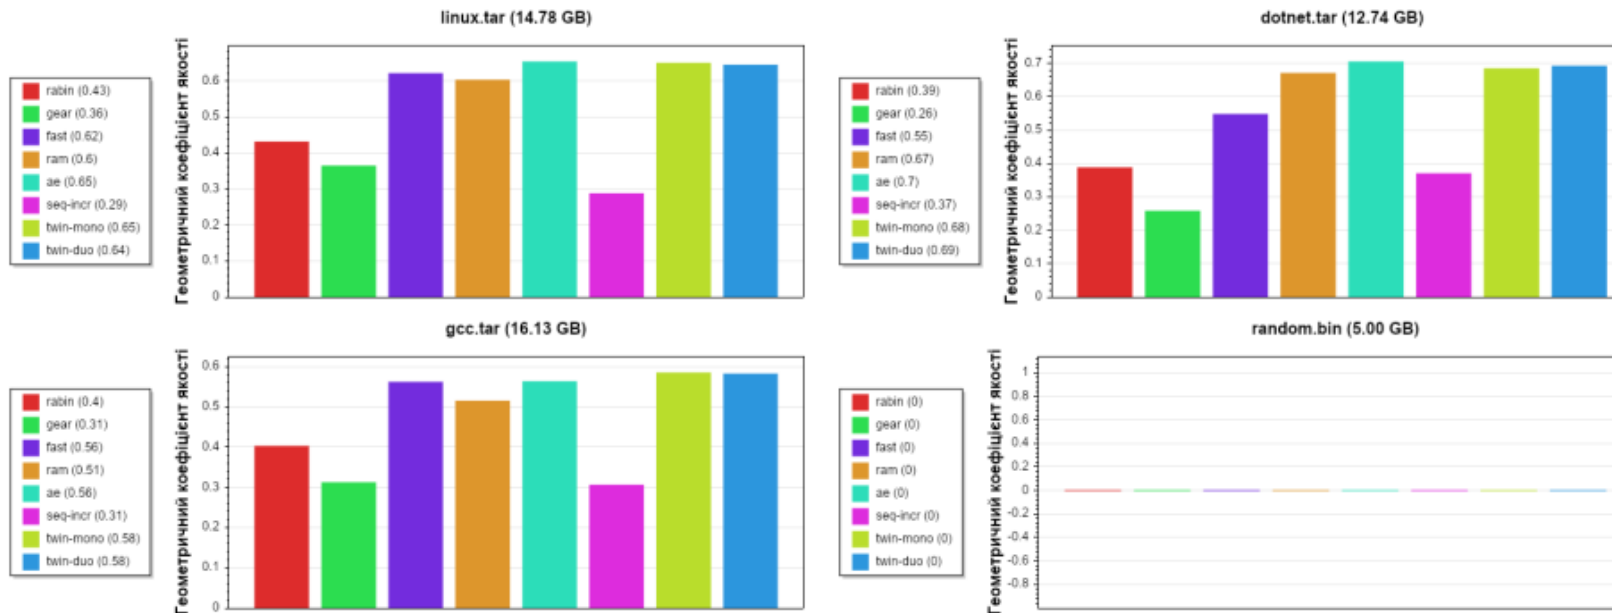 linux.tar (14.78 GB)
Геометричний коефіцієнт якості
0.6
0.5
0.4
0.3
0.2
0.1
0
rabin (0.43)
gear (0.36)
fast (0.62)
ram (0.6)
ae (0.65)
seq-incr (0.29)
twin-mono (0.65)
twin-duo (0.64)
dotnet.tar (12.74 GB)
Геометричний коефіцієнт якості
0.7
0.6
0.5
0.4
0.3
0.2
0.1
0
rabin (0.39)
gear (0.26)
fast (0.55)
ram (0.67)
ae (0.7)
seq-incr (0.37)
twin-mono (0.68)
twin-duo (0.69)
gcc.tar (16.13 GB)
Геометричний коефіцієнт якості
0.6
0.5
0.4
0.3
0.2
0.1
0
rabin (0.4)
gear (0.31)
fast (0.56)
ram (0.51)
ae (0.56)
seq-incr (0.31)
twin-mono (0.58)
twin-duo (0.58)
random.bin (5.00 GB)
Геометричний коефіцієнт якості
1
0.8
0.6
0.4
0.2
0
-0.2
-0.4
-0.6
-0.8
rabin (0)
gear (0)
fast (0)
ram (0)
ae (0)
seq-incr (0)
twin-mono (0)
twin-duo (0)